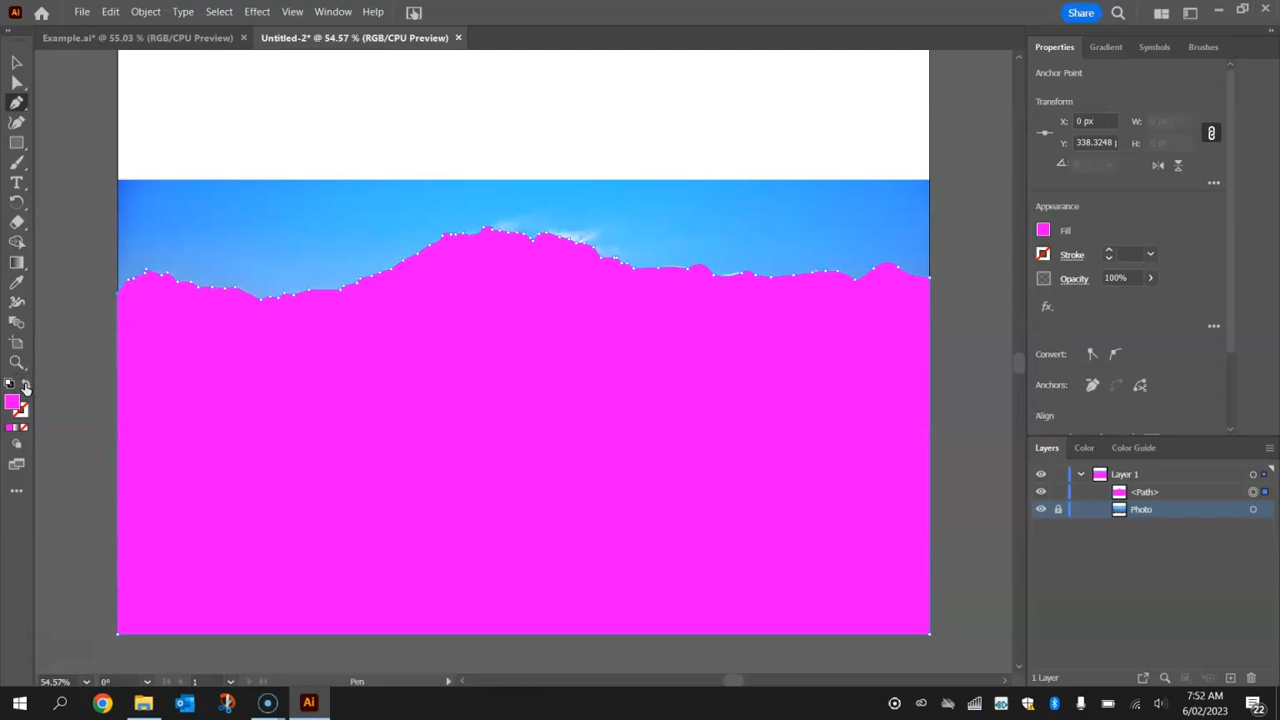 Ai File Edit Object Type Select Effect View Window Help Share
Example.ai* @ 55.03 % (RGB/CPU Preview) × Untitled-2* @ 54.57 % (RGB/CPU Preview) ×
Properties Gradient Symbols Brushes
Anchor Point
Transform
X: 0 px W:
Y: 338.3248 H:
Appearance
Fill
Stroke
Opacity 100%
fx.
Convert:
Anchors:
Align
Layers Color Color Guide
Layer 1
<Path>
Photo
1 Layer
54.57% 0° 1 Pen
Ai
7:52 AM
6/02/2023
22